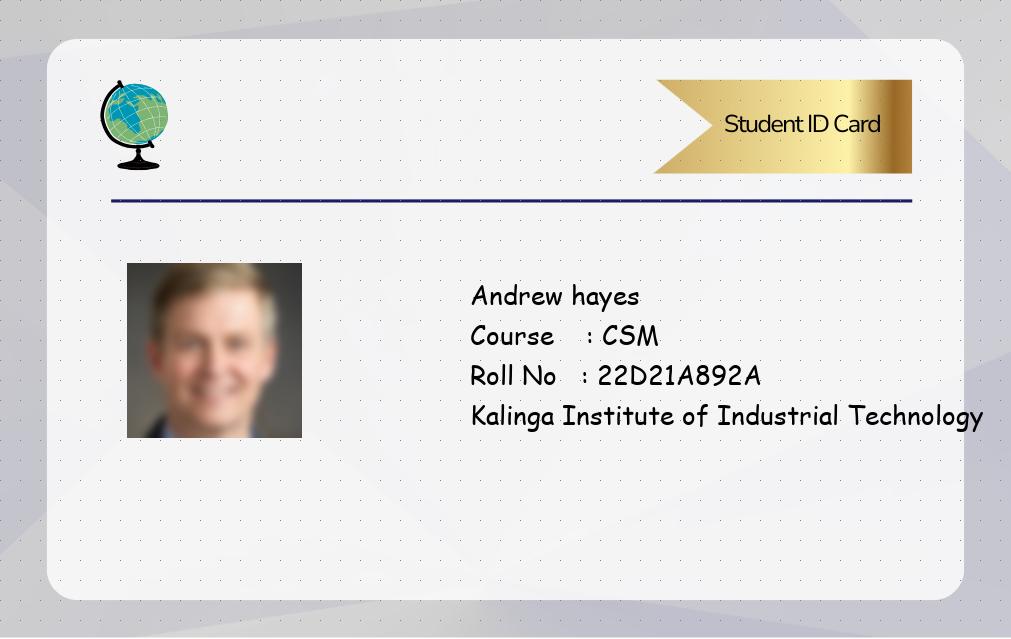 Student ID Card
Andrew hayes
Course : CSM
Roll No : 22D21A892A
Kalinga Institute of Industrial Technology